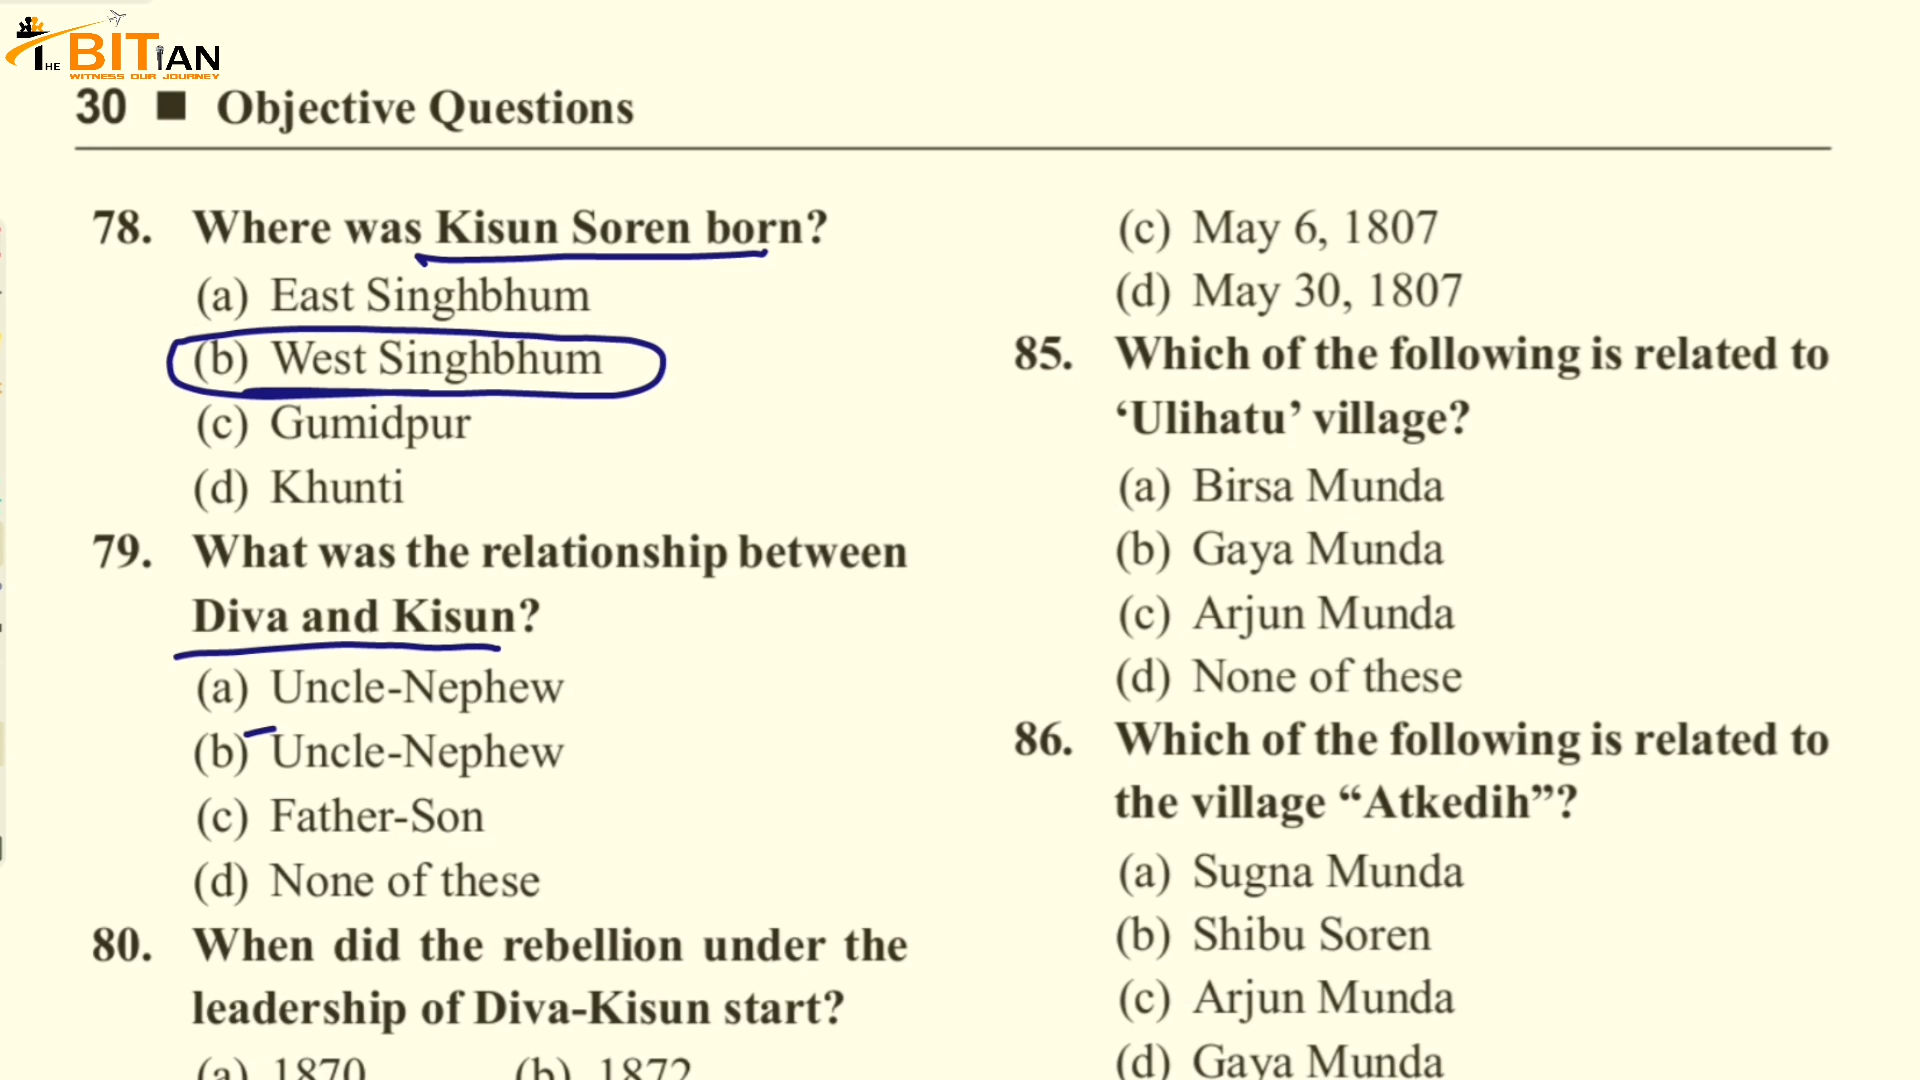 THE BITIAN
WITNESS OUR JOURNEY
30 ■ Objective Questions
78. Where was Kisun Soren born?
(a) East Singhbhum
(b) West Singhbhum
(c) Gumidpur
(d) Khunti
79. What was the relationship between
Diva and Kisun?
(a) Uncle-Nephew
(b) Uncle-Nephew
(c) Father-Son
(d) None of these
80. When did the rebellion under the
leadership of Diva-Kisun start?
(a) 1870 (b) 1872
(c) May 6, 1807
(d) May 30, 1807
85. Which of the following is related to
‘Ulihatu’ village?
(a) Birsa Munda
(b) Gaya Munda
(c) Arjun Munda
(d) None of these
86. Which of the following is related to
the village “Atkedih”?
(a) Sugna Munda
(b) Shibu Soren
(c) Arjun Munda
(d) Gaya Munda